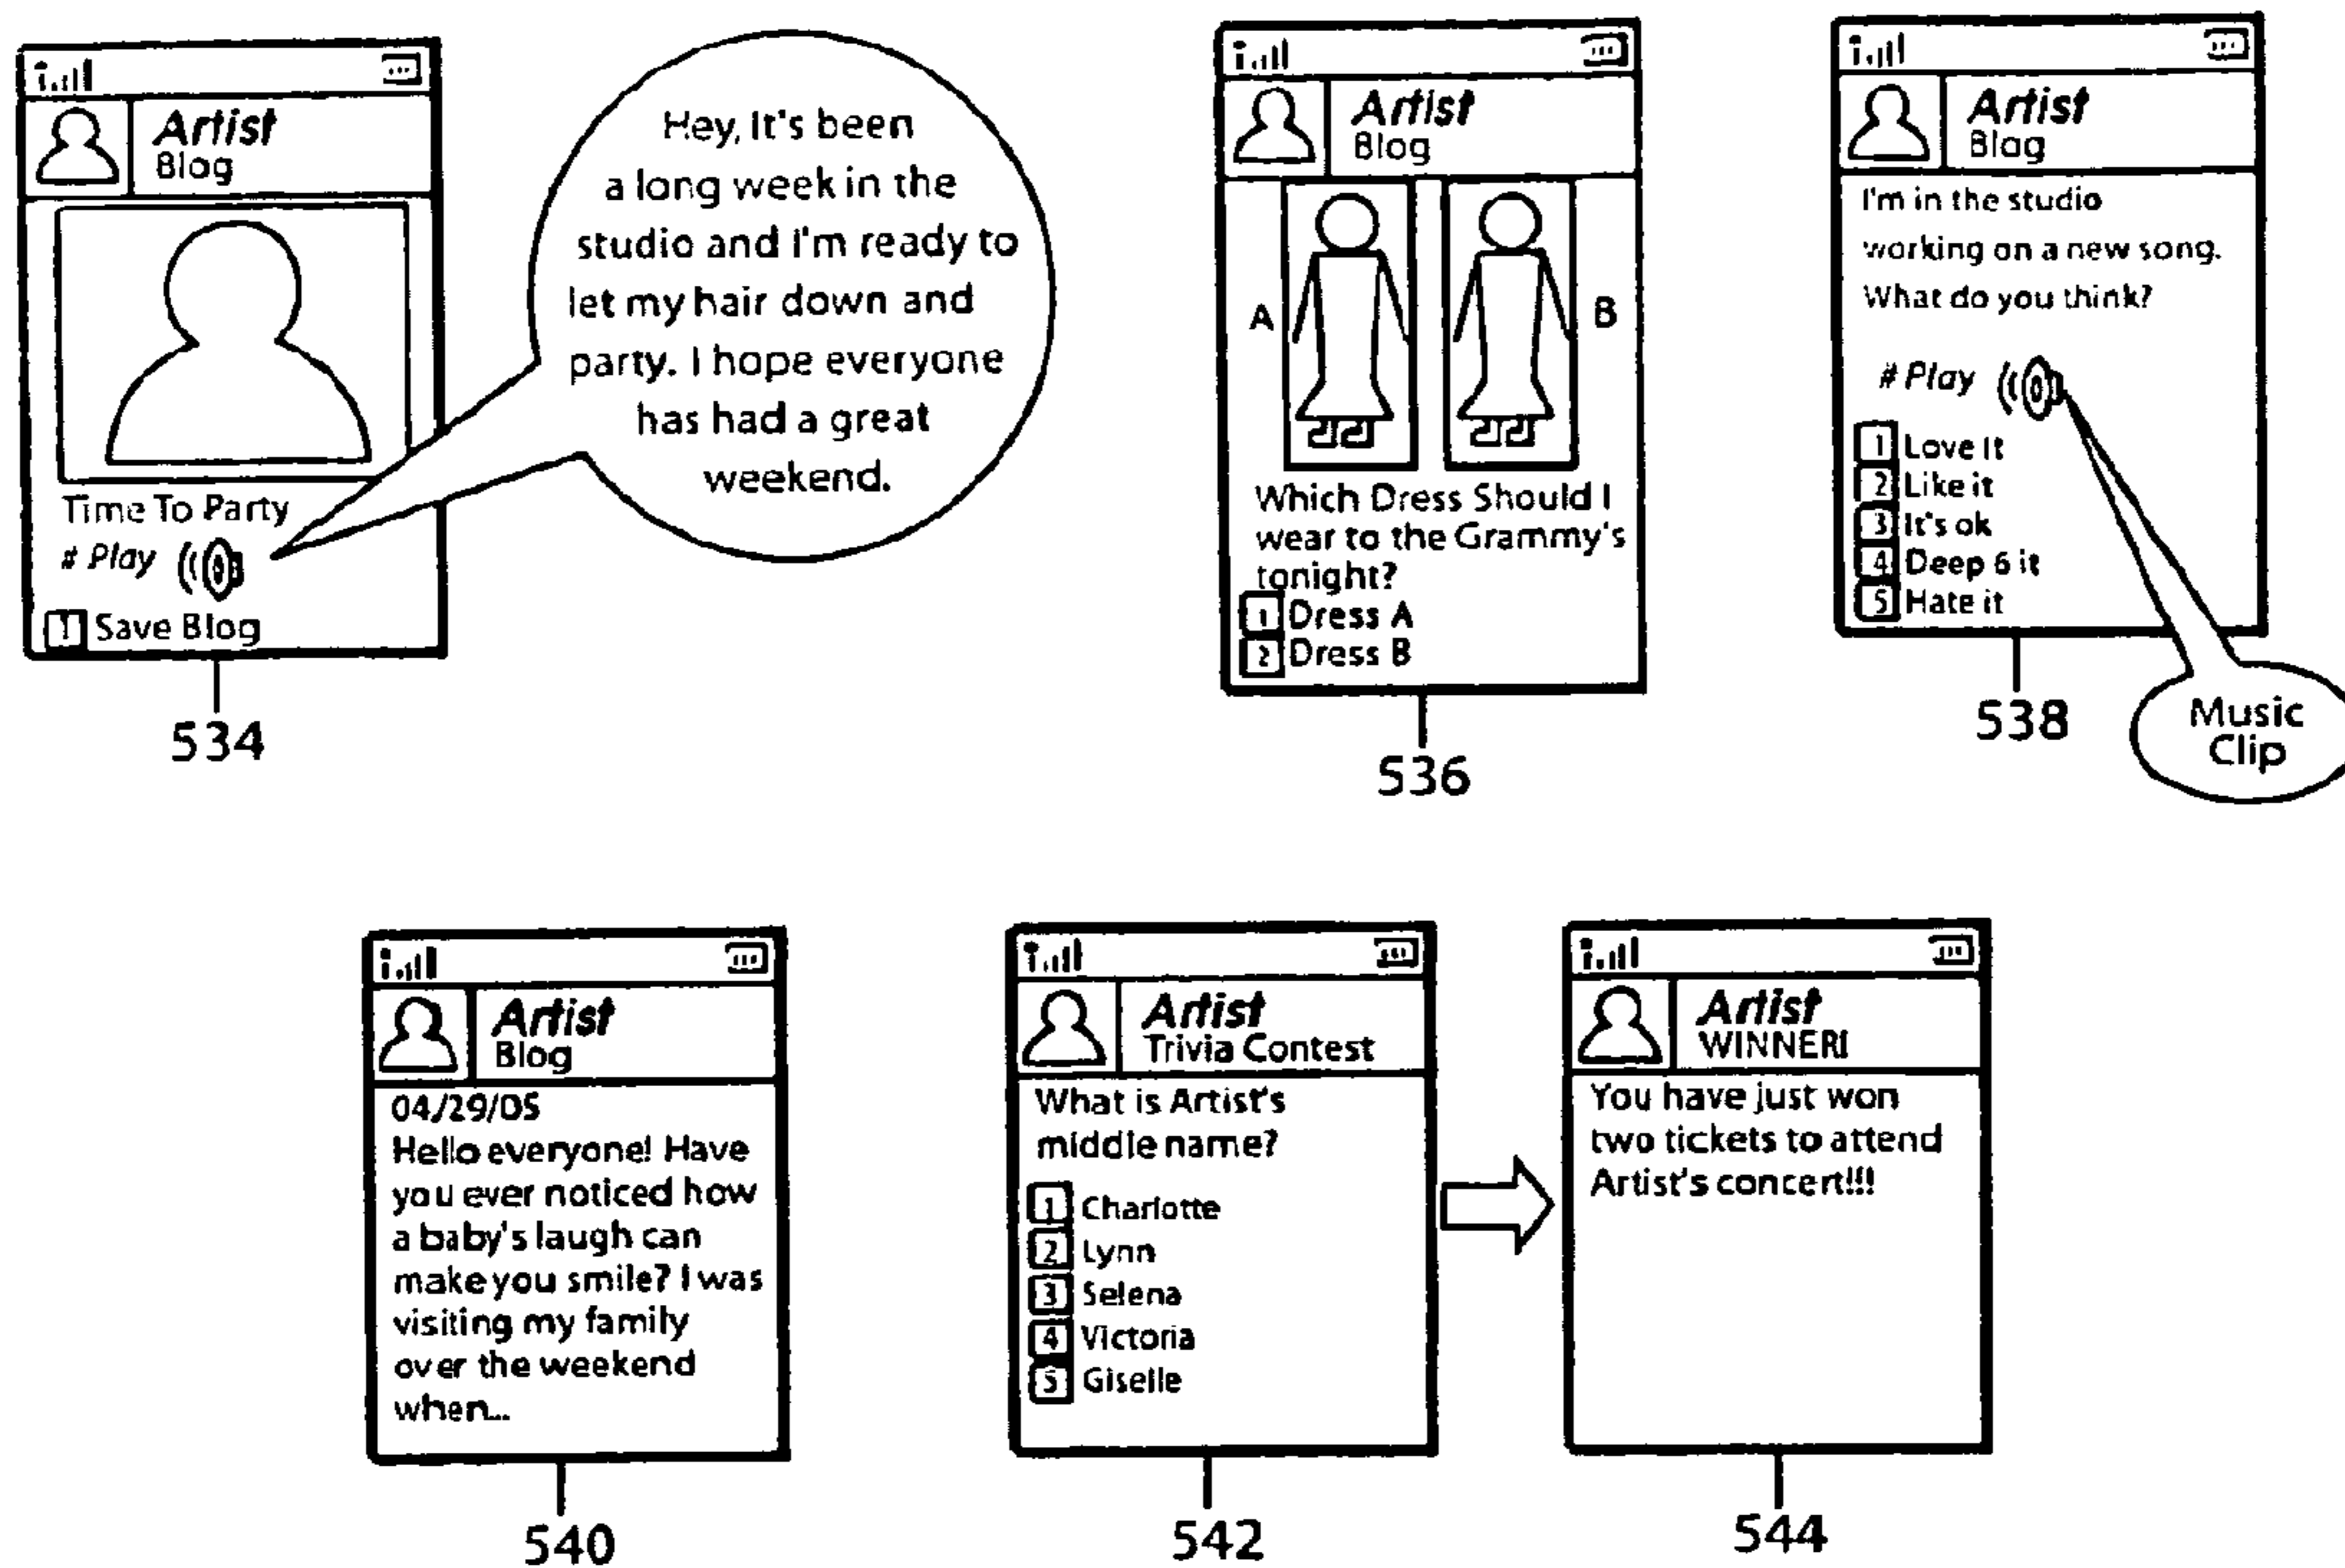 Artist
Blog
Time To Party
# Play
1 Save Blog
534
Hey, It's been
a long week in the
studio and I'm ready to
let my hair down and
party. I hope everyone
has had a great
weekend.
Artist
Blog
A
B
Which Dress Should I
wear to the Grammy's
tonight?
1 Dress A
2 Dress B
536
Artist
Blog
I'm in the studio
working on a new song.
What do you think?
# Play
1 Love It
2 Like it
3 It's ok
4 Deep 6 it
5 Hate it
538
Music
Clip
Artist
Blog
04/29/05
Hello everyone! Have
you ever noticed how
a baby's laugh can
make you smile? I was
visiting my family
over the weekend
when...
540
Artist
Trivia Contest
What is Artist's
middle name?
1 Charlotte
2 Lynn
3 Selena
4 Victoria
5 Giselle
542
Artist
WINNER!
You have just won
two tickets to attend
Artist's concert!!!
544